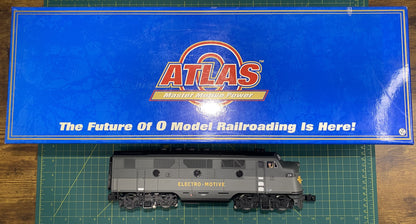 ATLAS
Master Motive Power
The Future Of O Model Railroading Is Here!
ELECTRO-MOTIVE